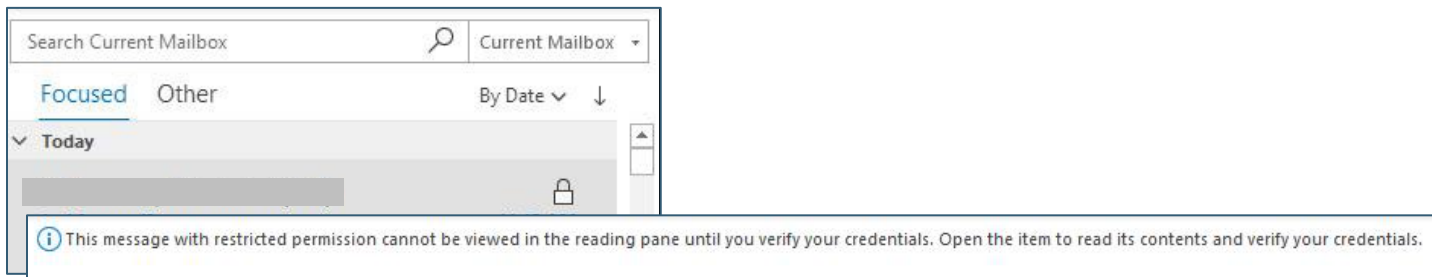 Search Current Mailbox Current Mailbox
Focused Other By Date
Today
This message with restricted permission cannot be viewed in the reading pane until you verify your credentials. Open the item to read its contents and verify your credentials.